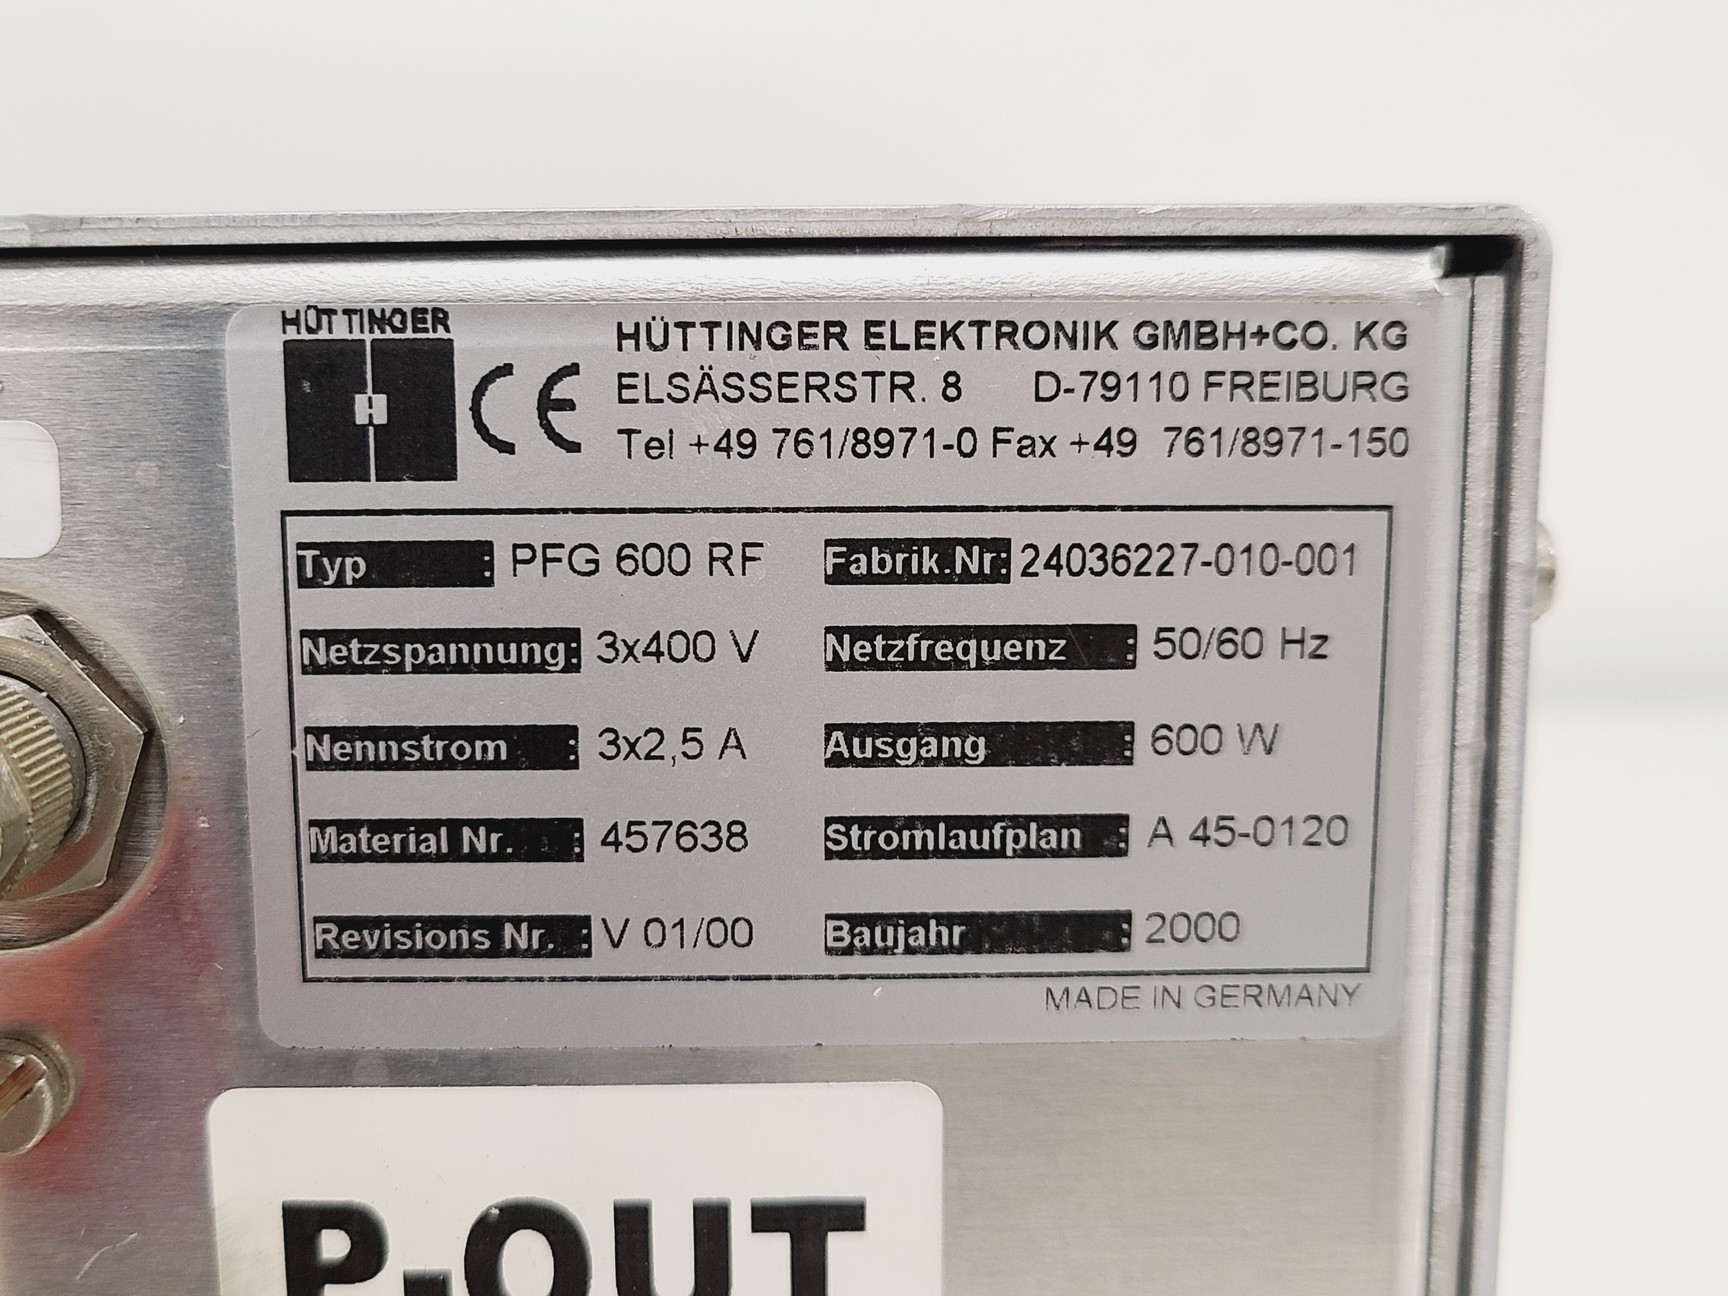 HÜTTINGER
CE
HÜTTINGER ELEKTRONIK GMBH+CO. KG
ELSÄSSERSTR. 8 D-79110 FREIBURG
Tel +49 761/8971-0 Fax +49 761/8971-150
Typ : PFG 600 RF Fabrik.Nr: 24036227-010-001
Netzspannung: 3x400 V Netzfrequenz : 50/60 Hz
Nennstrom : 3x2,5 A Ausgang : 600 W
Material Nr. : 457638 Stromlaufplan : A 45-0120
Revisions Nr. : V 01/00 Baujahr : 2000
MADE IN GERMANY
P-OUT